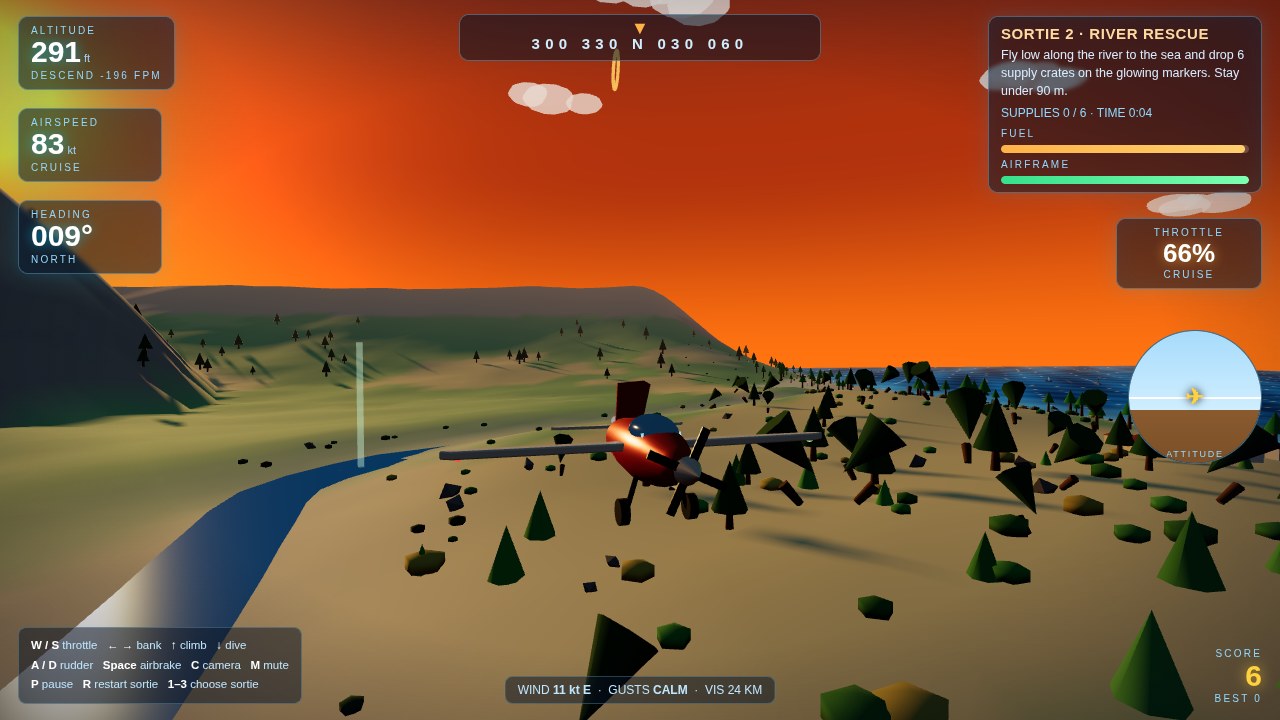 ALTITUDE
291 ft
DESCEND -196 FPM
AIRSPEED
83 kt
CRUISE
HEADING
009°
NORTH
▼
300 330 N 030 060
SORTIE 2 · RIVER RESCUE
Fly low along the river to the sea and drop 6
supply crates on the glowing markers. Stay
under 90 m.
SUPPLIES 0 / 6 · TIME 0:04
FUEL
AIRFRAME
THROTTLE
66%
CRUISE
ATTITUDE
W / S throttle ← → bank ↑ climb ↓ dive
A / D rudder Space airbrake C camera M mute
P pause R restart sortie 1–3 choose sortie
WIND 11 kt E · GUSTS CALM · VIS 24 KM
SCORE
6
BEST 0